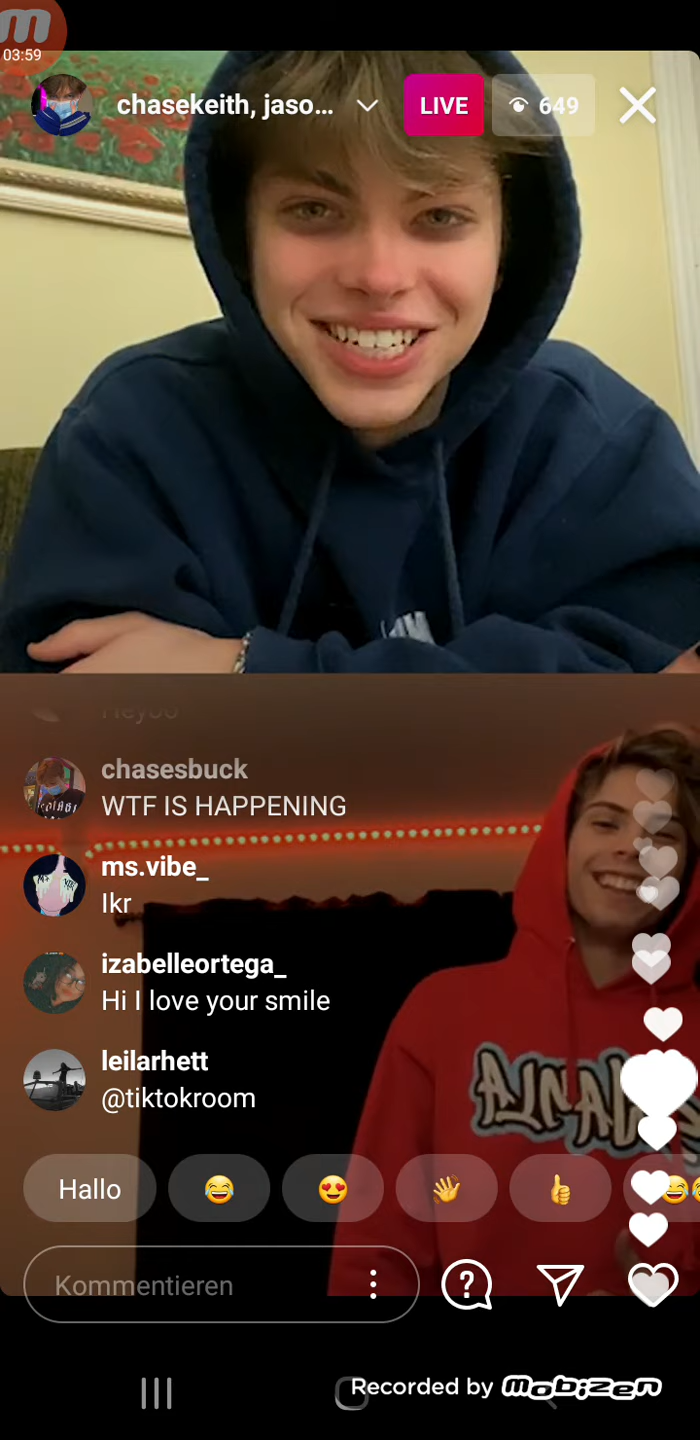 03:59
chasekeith, jaso... LIVE 649
Heyoo
chasesbuck
WTF IS HAPPENING
ms.vibe_
Ikr
izabelleortega_
Hi I love your smile
leilarhett
@tiktokroom
Hallo
Kommentieren
Recorded by mobizen